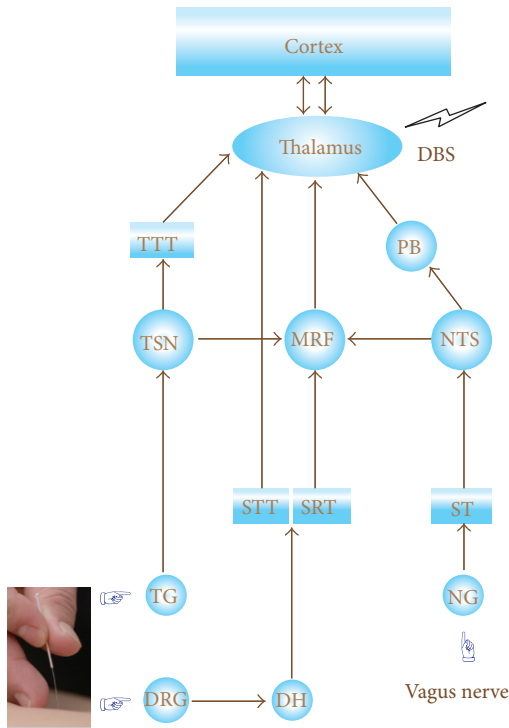 Cortex
Thalamus
DBS
TTT
PB
TSN
MRF
NTS
STT
SRT
ST
TG
NG
DRG
DH
Vagus nerve